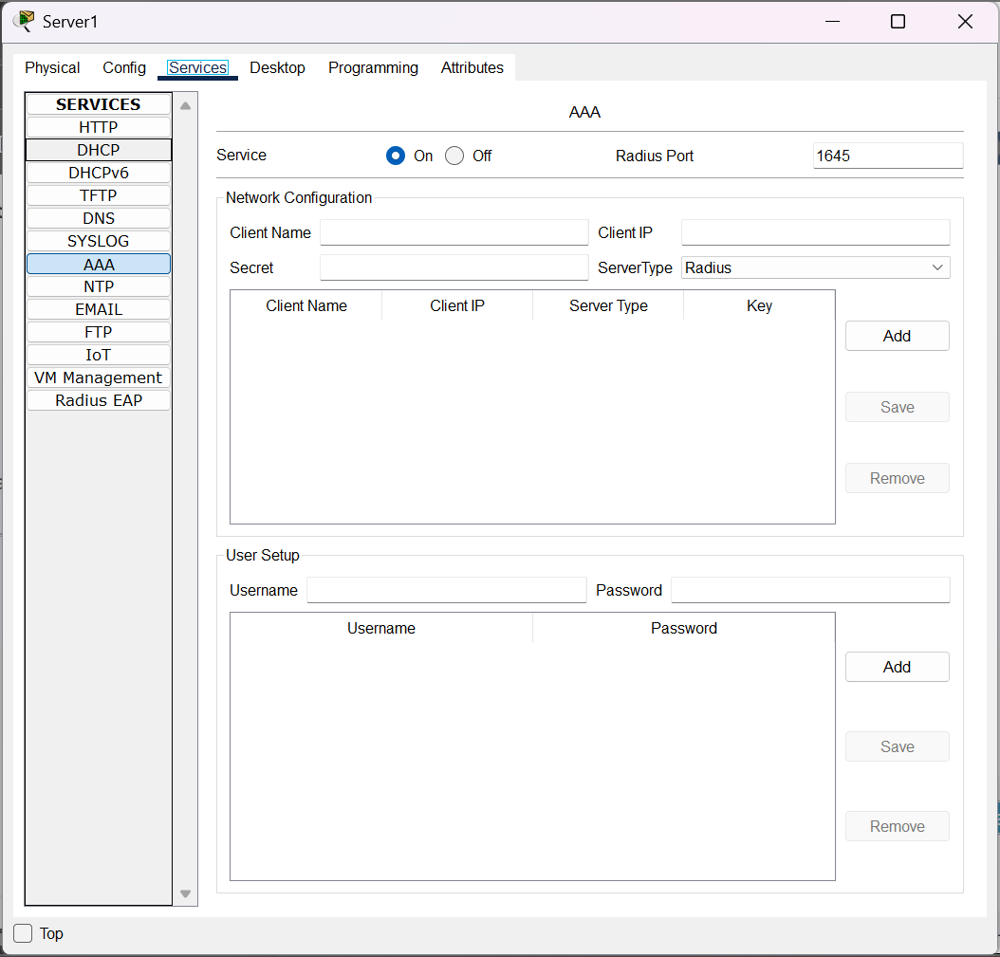 Server1
Physical Config Services Desktop Programming Attributes
SERVICES
HTTP
DHCP
DHCPv6
TFTP
DNS
SYSLOG
AAA
NTP
EMAIL
FTP
IoT
VM Management
Radius EAP
AAA
Service On Off Radius Port 1645
Network Configuration
Client Name Client IP
Secret ServerType Radius
Client Name Client IP Server Type Key
Add
Save
Remove
User Setup
Username Password
Username Password
Add
Save
Remove
Top